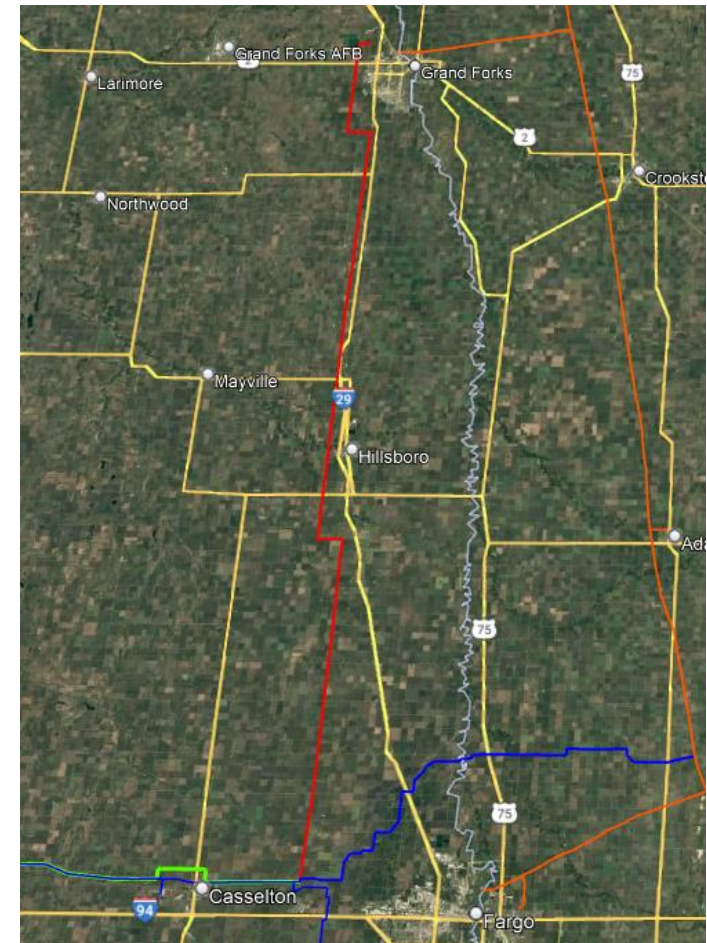 Grand Forks AFB
2
Grand Forks
75
Larimore
2
Crookst
Northwood
Mayville
29
Hillsboro
Ada
75
75
Casselton
94
Fargo